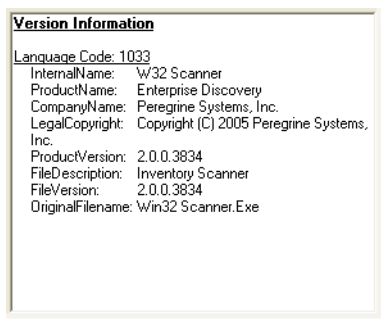 Version Information
Language Code: 1033
InternalName: W32 Scanner
ProductName: Enterprise Discovery
CompanyName: Peregrine Systems, Inc.
LegalCopyright: Copyright (C) 2005 Peregrine Systems,
Inc.
ProductVersion: 2.0.0.3834
FileDescription: Inventory Scanner
FileVersion: 2.0.0.3834
OriginalFilename: Win32 Scanner.Exe